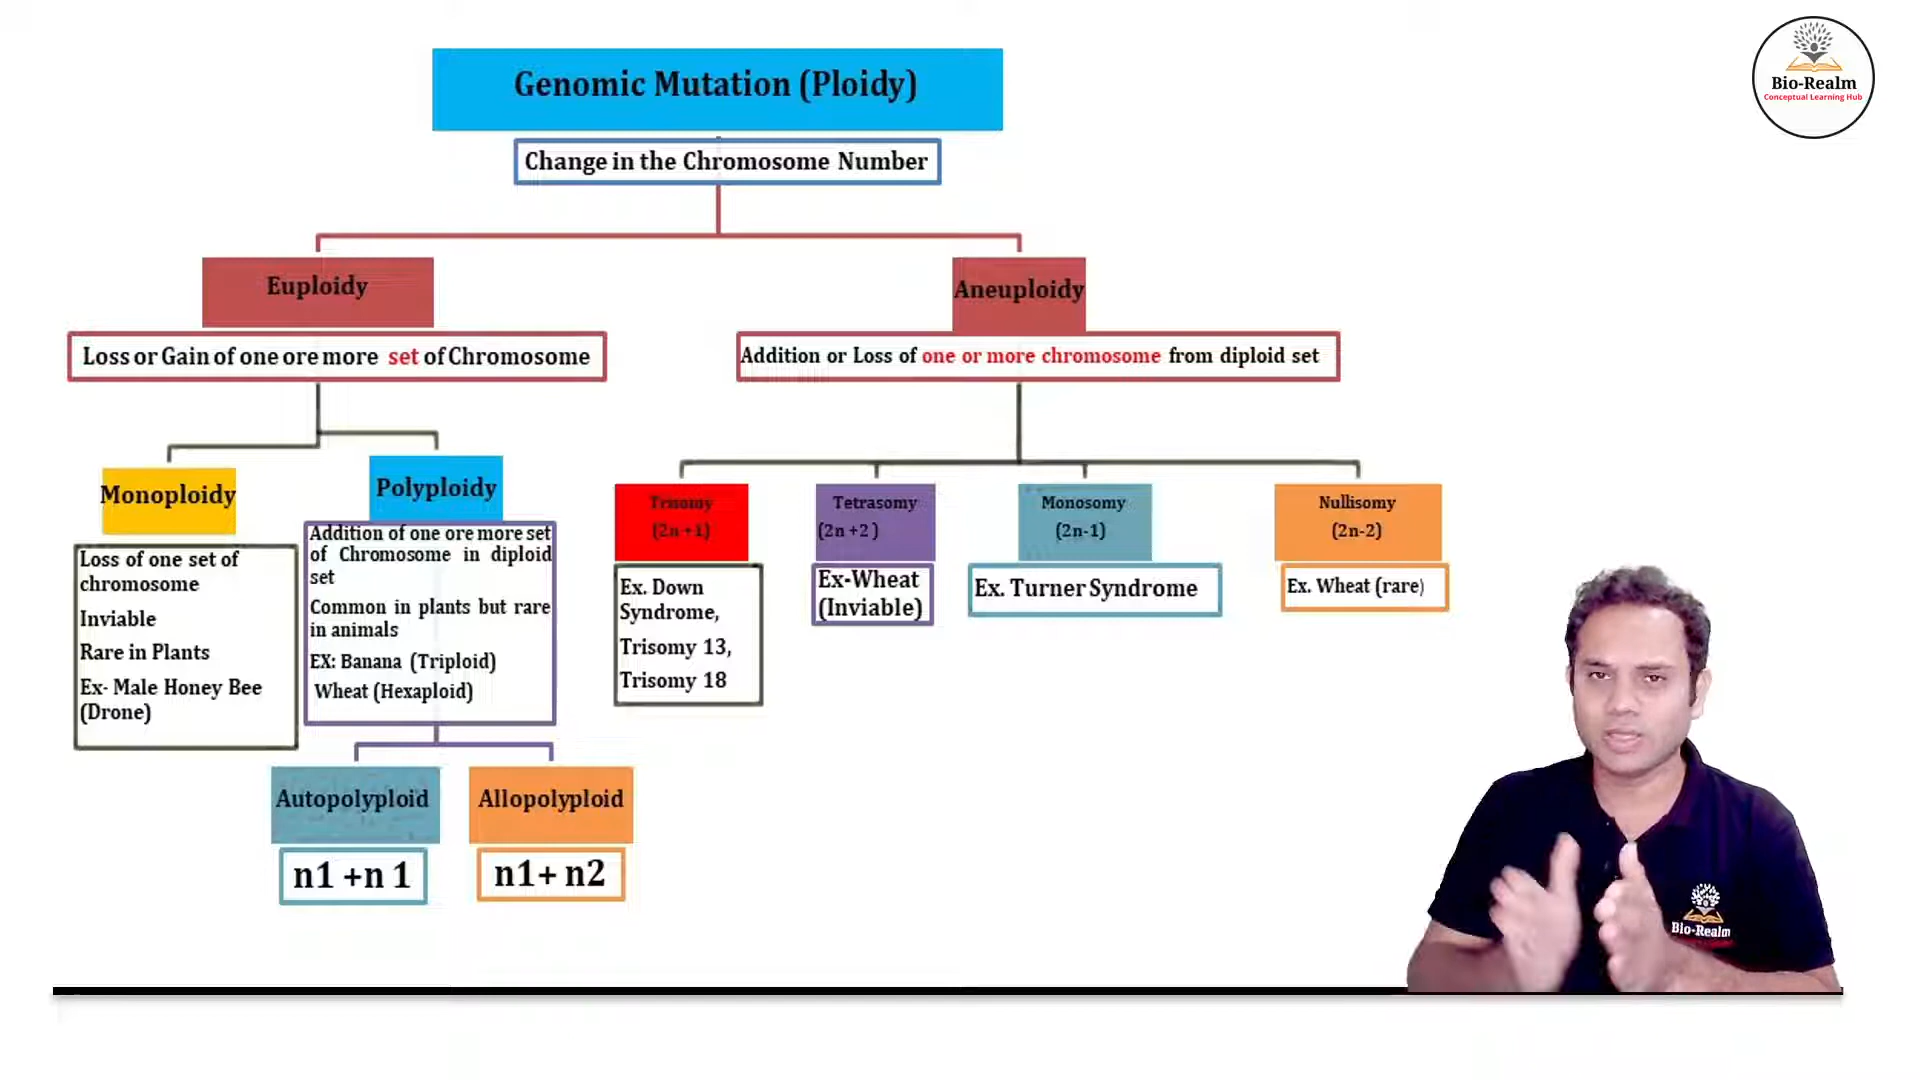 Genomic Mutation (Ploidy)
Change in the Chromosome Number
Bio-Realm
Conceptual Learning Hub
Euploidy
Loss or Gain of one ore more set of Chromosome
Aneuploidy
Addition or Loss of one or more chromosome from diploid set
Monoploidy
Loss of one set of
chromosome
Inviable
Rare in Plants
Ex- Male Honey Bee
(Drone)
Polyploidy
Addition of one ore more set
of Chromosome in diploid
set
Common in plants but rare
in animals
EX: Banana (Triploid)
Wheat (Hexaploid)
Autopolyploid
n1 +n 1
Allopolyploid
n1+ n2
(2n +1)
Ex. Down
Syndrome,
Trisomy 13,
Trisomy 18
Tetrasomy
(2n +2 )
Ex-Wheat
(Inviable)
Monosomy
(2n-1)
Ex. Turner Syndrome
Nullisomy
(2n-2)
Ex. Wheat (rare)
Bio-Realm